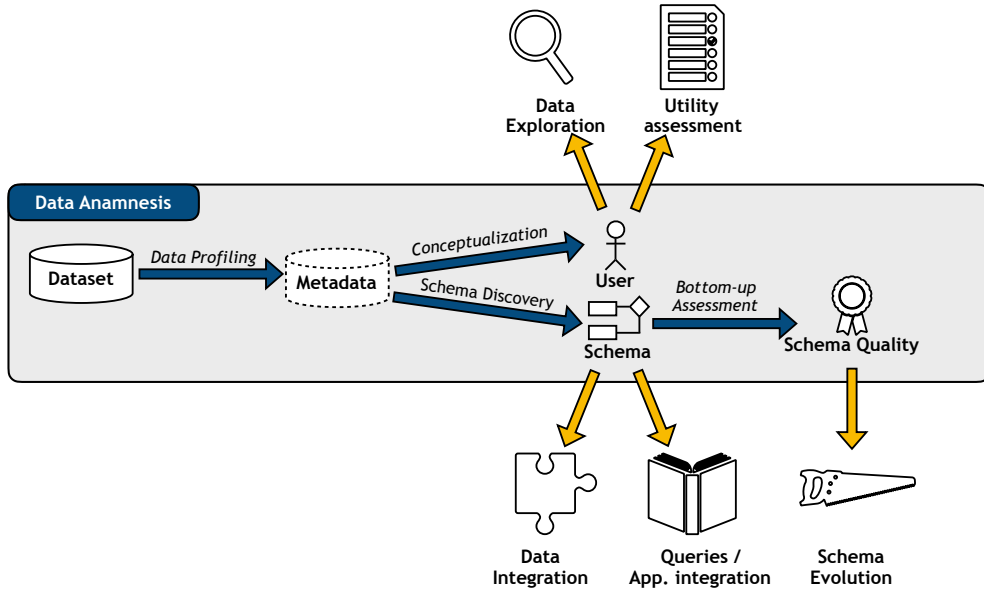 Data
Exploration
Utility
assessment
Data Anamnesis
Dataset
Data Profiling
Metadata
Conceptualization
Schema Discovery
User
Schema
Bottom-up
Assessment
Schema Quality
Data
Integration
Queries /
App. integration
Schema
Evolution